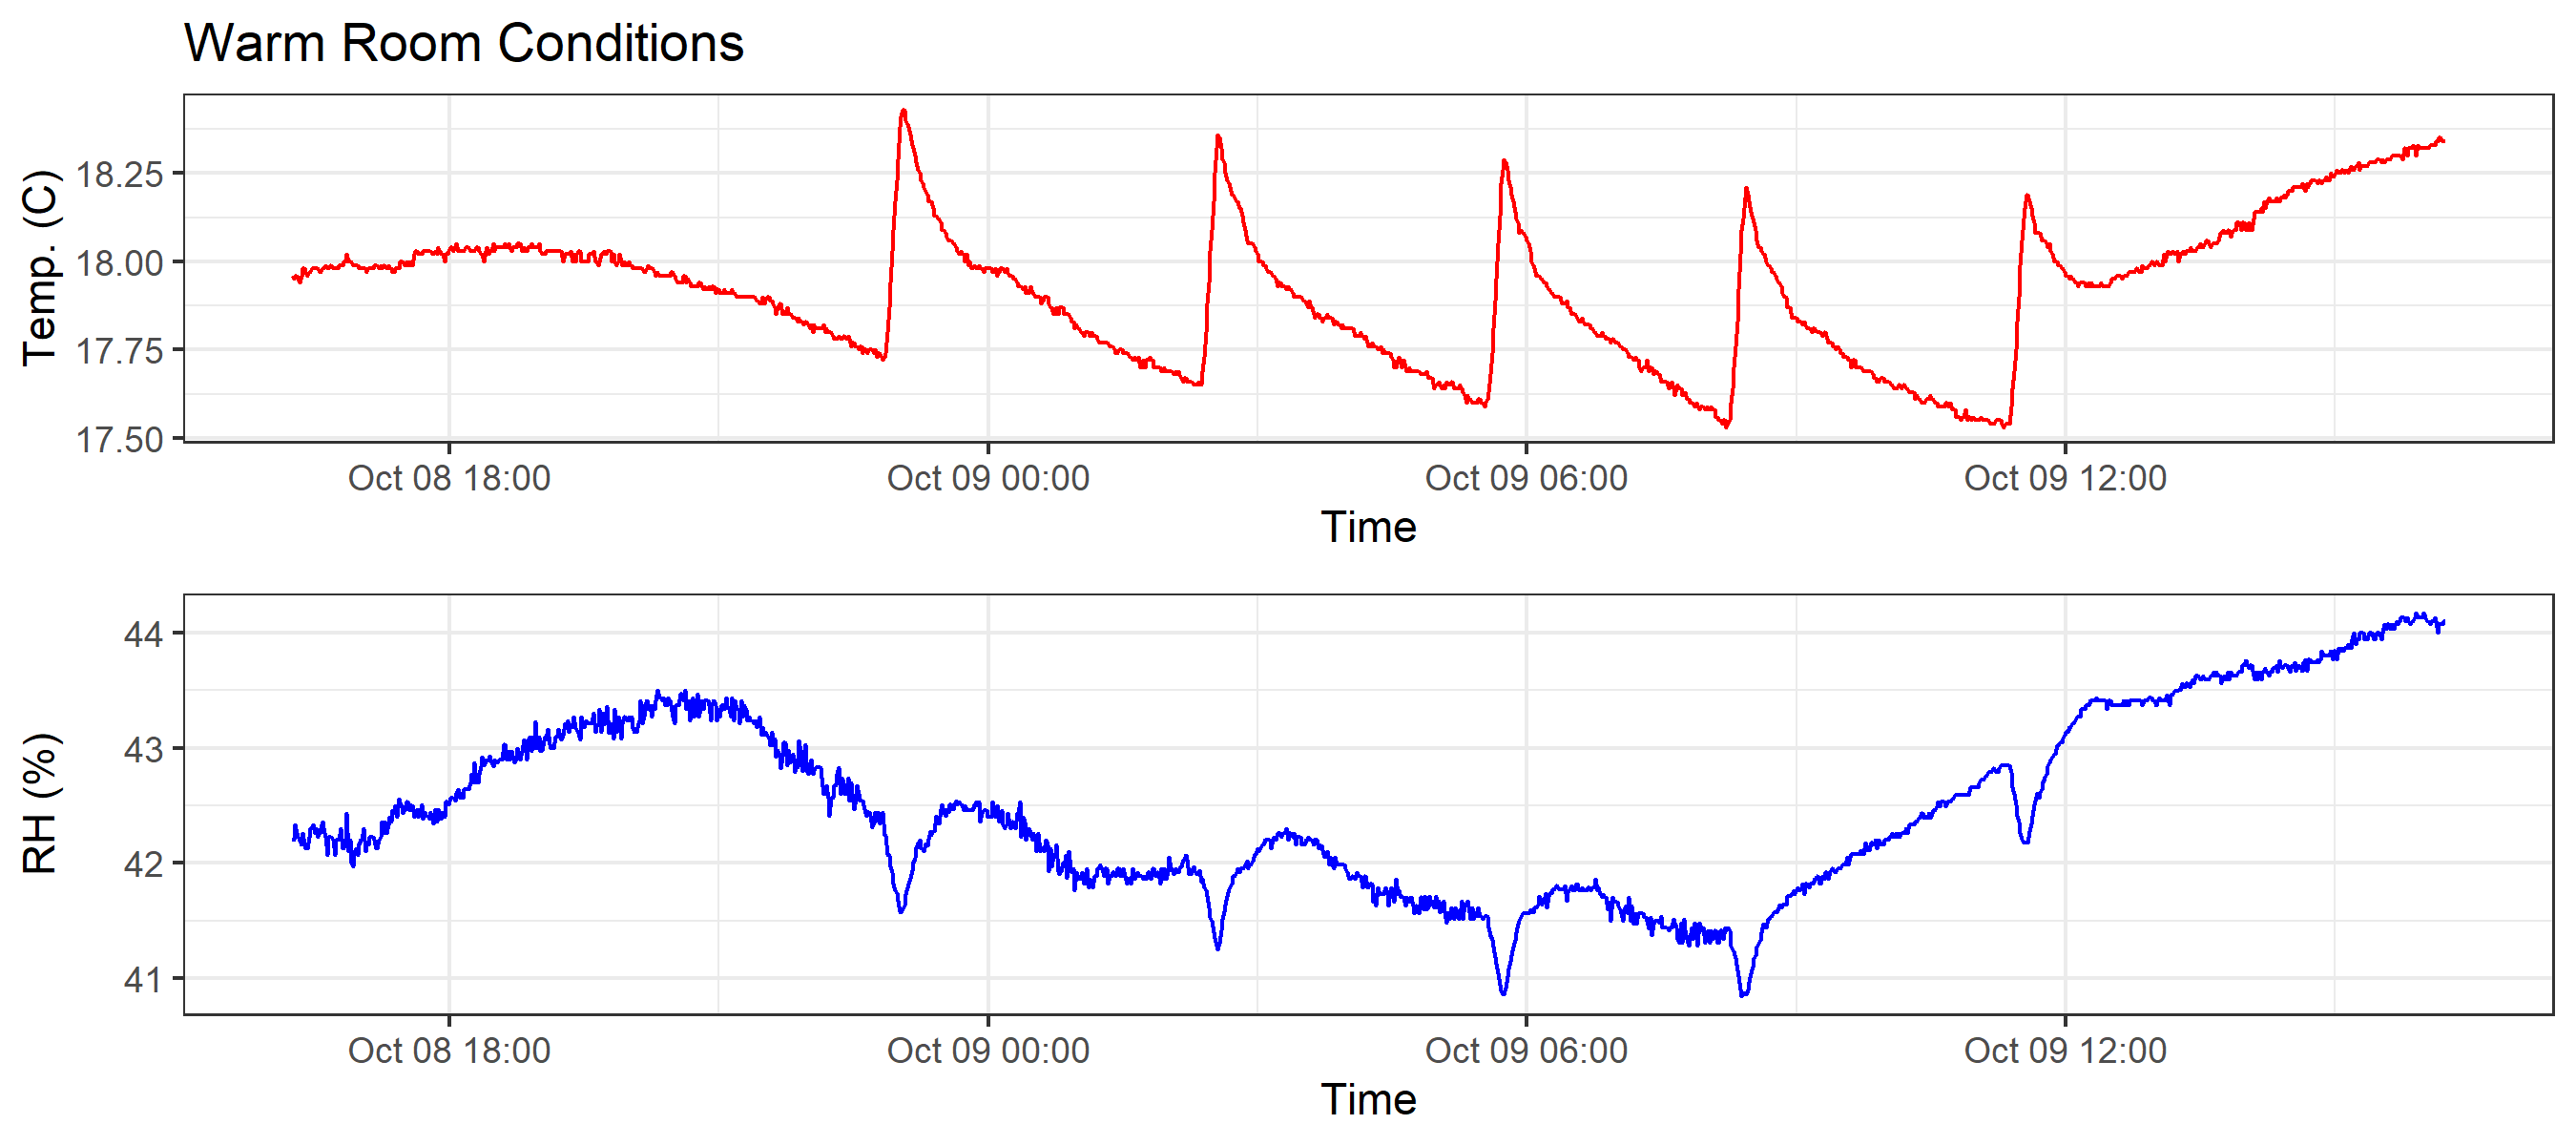 Warm Room Conditions
Temp. (C)
18.25
18.00
17.75
17.50
Oct 08 18:00 Oct 09 00:00 Oct 09 06:00 Oct 09 12:00
Time
RH (%)
44
43
42
41
Oct 08 18:00 Oct 09 00:00 Oct 09 06:00 Oct 09 12:00
Time